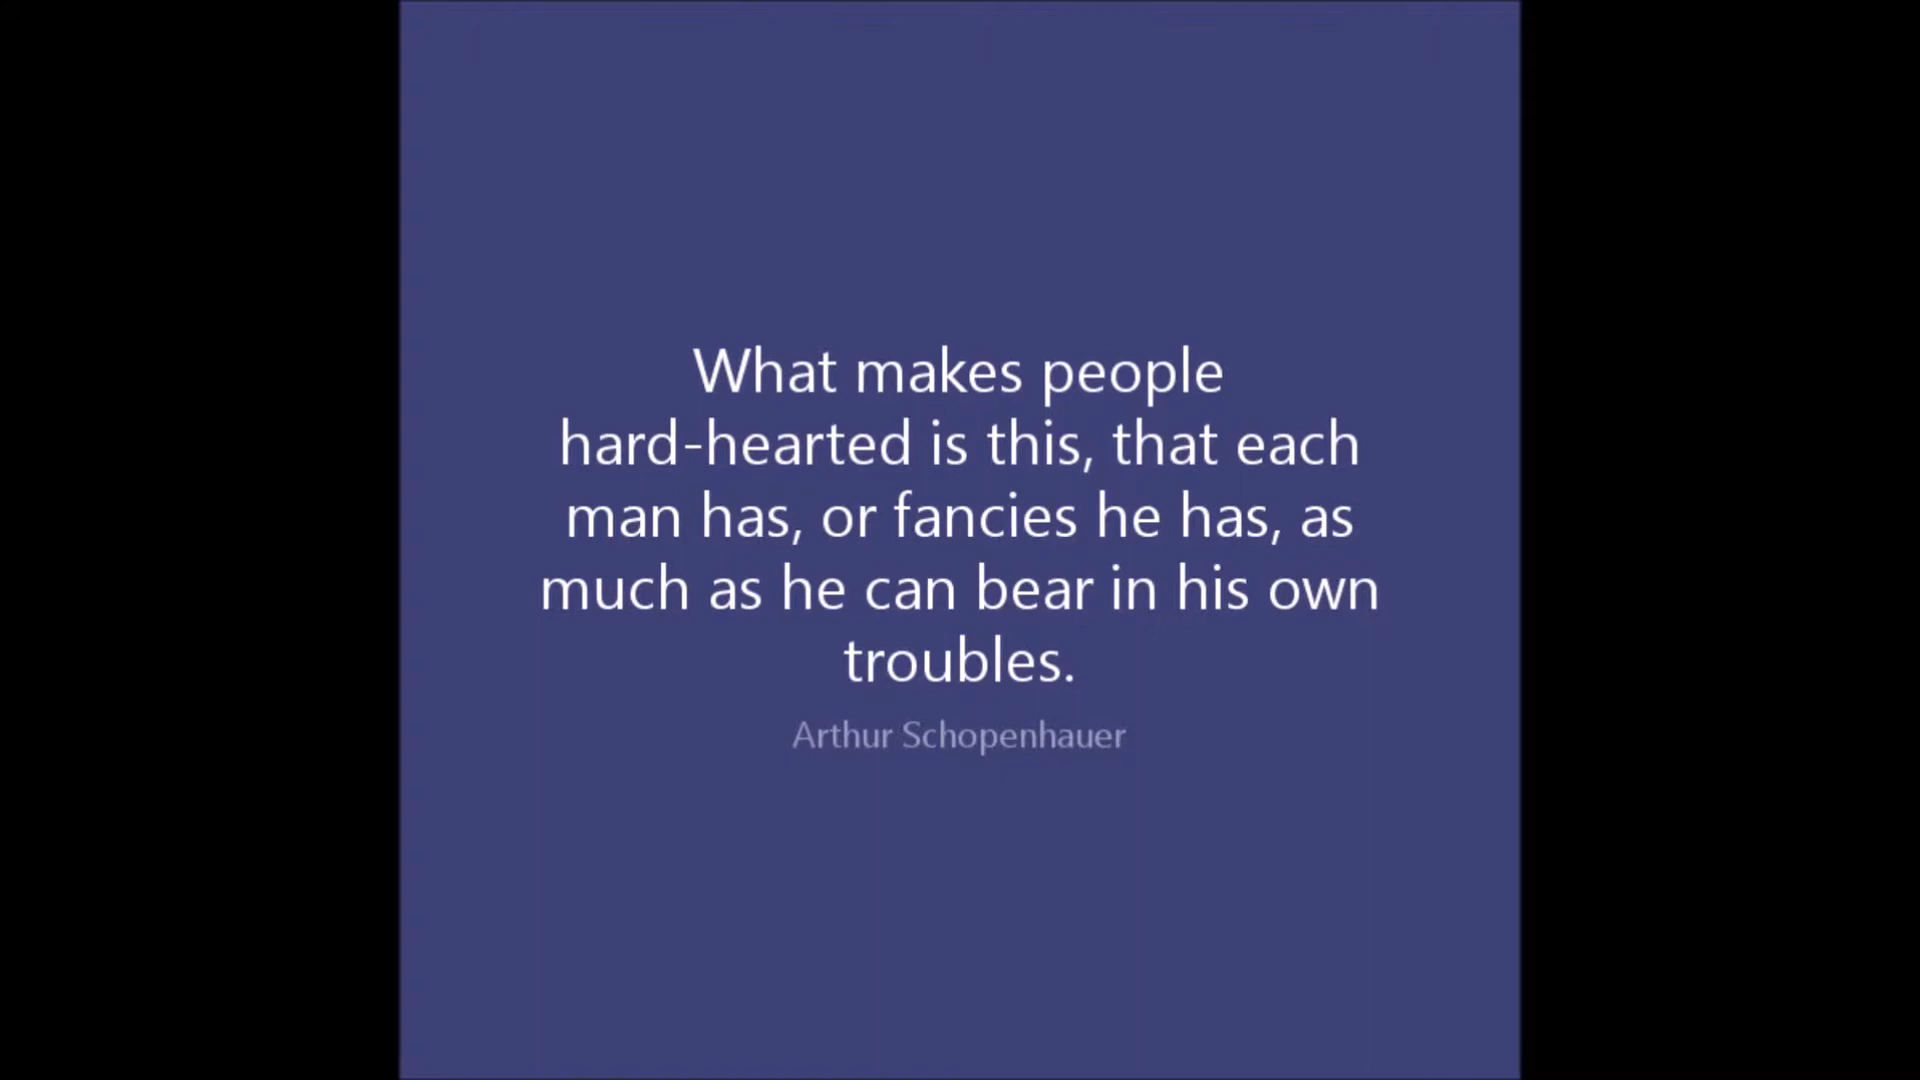 What makes people
hard-hearted is this, that each
man has, or fancies he has, as
much as he can bear in his own
troubles.
Arthur Schopenhauer